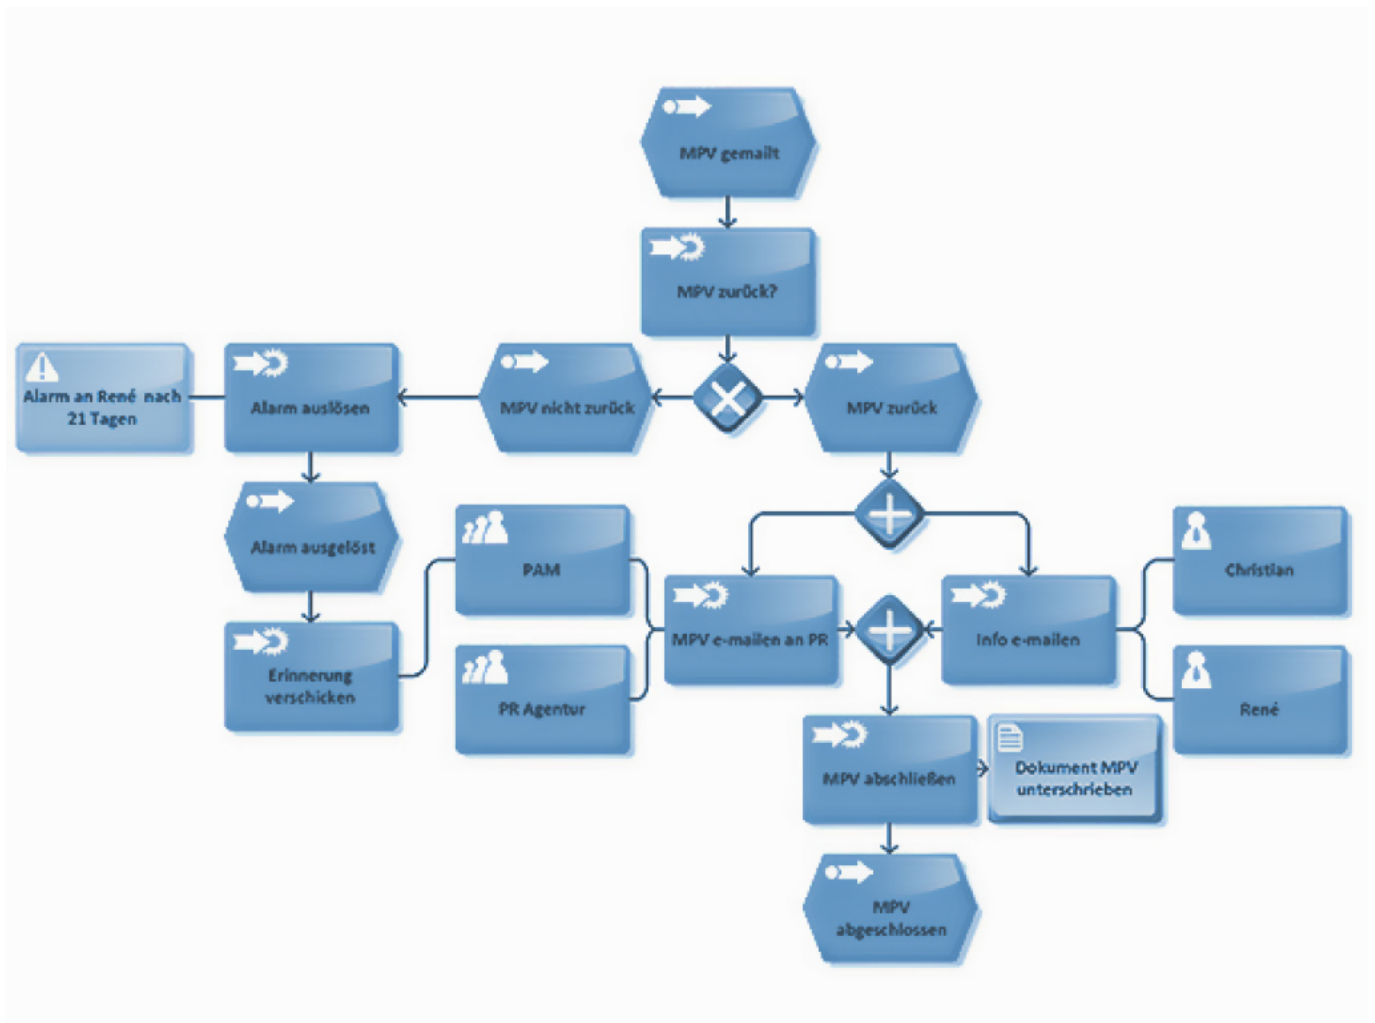 MPV gemailt
MPV zurück?
Alarm an René nach
21 Tagen
Alarm auslösen
MPV nicht zurück
MPV zurück
Alarm ausgelöst
PAM
Christian
MPV e-mailen an PR
Info e-mailen
Erinnerung
verschicken
PR Agentur
René
MPV abschließen
Dokument MPV
unterschrieben
MPV
abgeschlossen